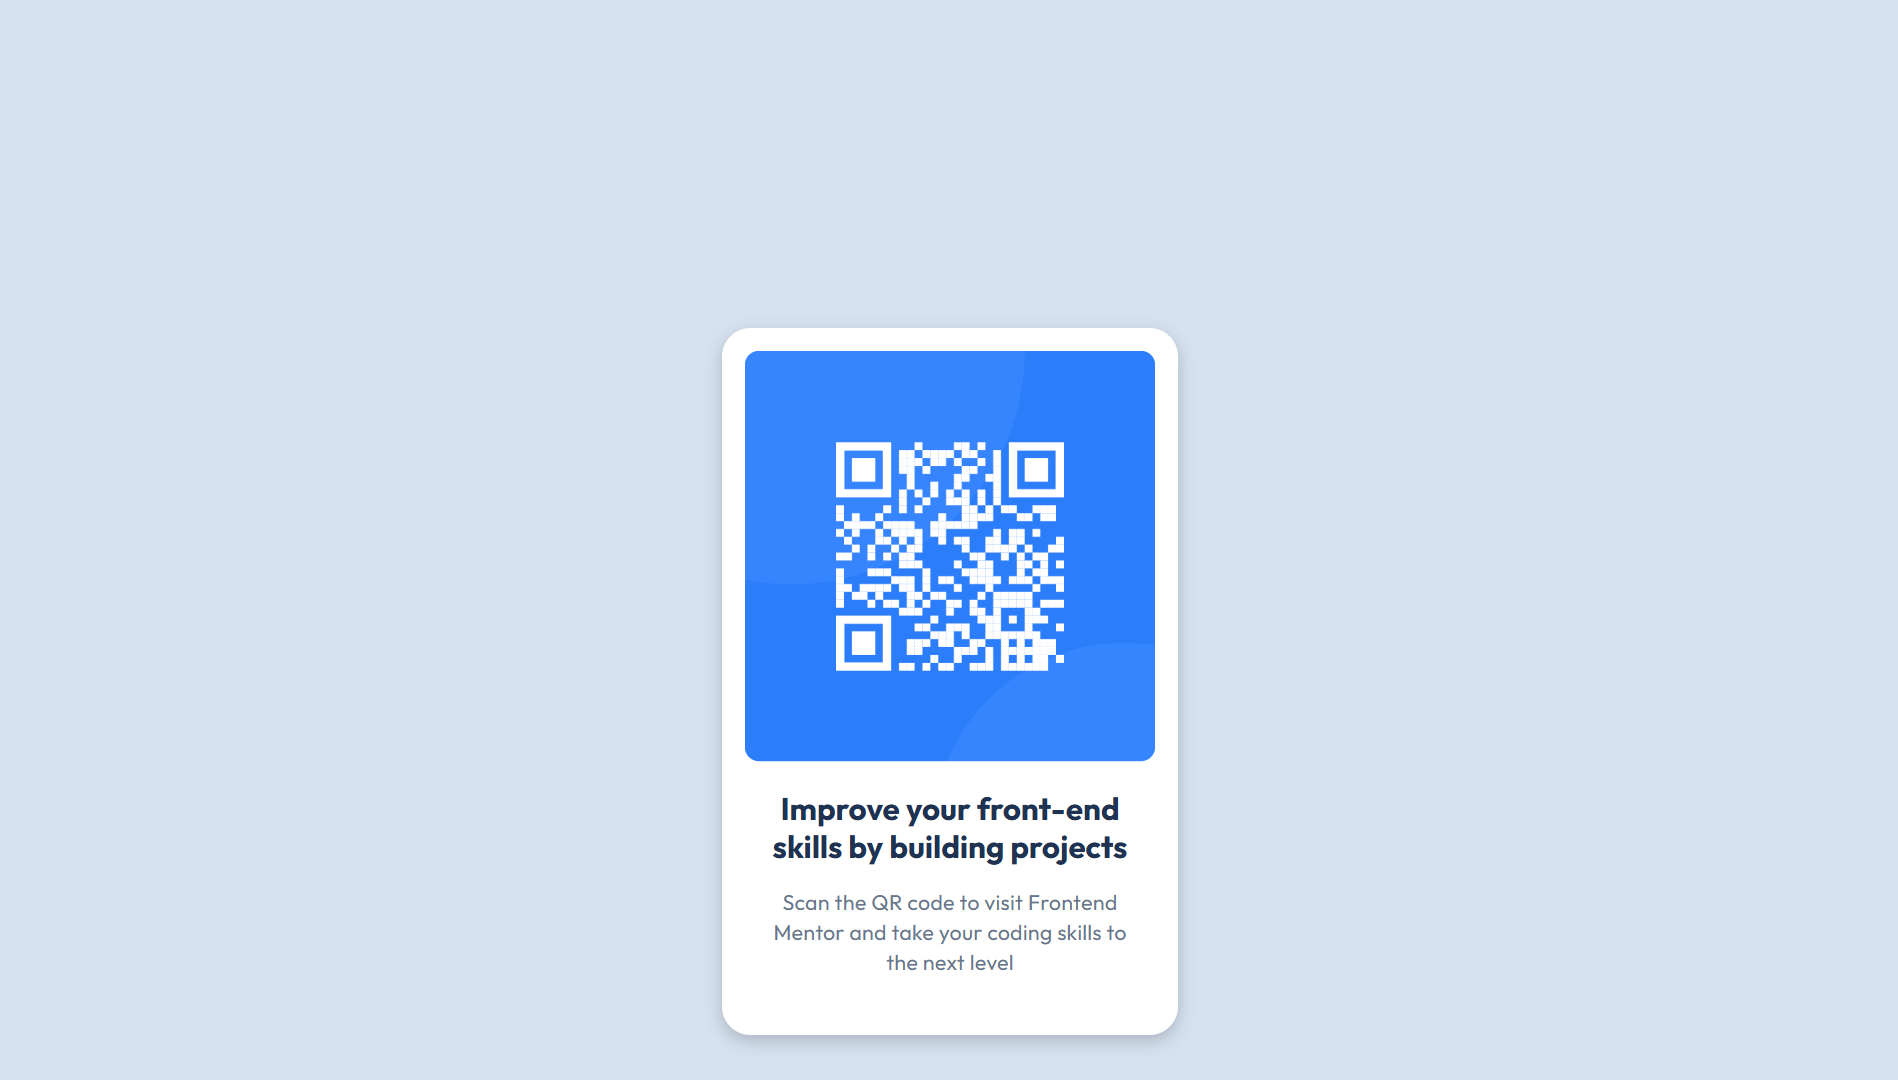 Improve your front-end
skills by building projects
Scan the QR code to visit Frontend
Mentor and take your coding skills to
the next level